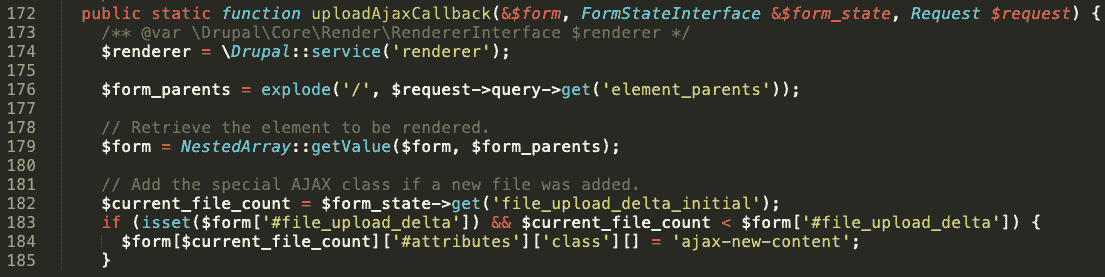 172 public static function uploadAjaxCallback(&$form, FormStateInterface &$form_state, Request $request) {
173 /** @var \Drupal\Core\Render\RendererInterface $renderer */
174 $renderer = \Drupal::service('renderer');
175
176 $form_parents = explode('/', $request->query->get('element_parents'));
177
178 // Retrieve the element to be rendered.
179 $form = NestedArray::getValue($form, $form_parents);
180
181 // Add the special AJAX class if a new file was added.
182 $current_file_count = $form_state->get('file_upload_delta_initial');
183 if (isset($form['#file_upload_delta']) && $current_file_count < $form['#file_upload_delta']) {
184 $form[$current_file_count]['#attributes']['class'][] = 'ajax-new-content';
185 }